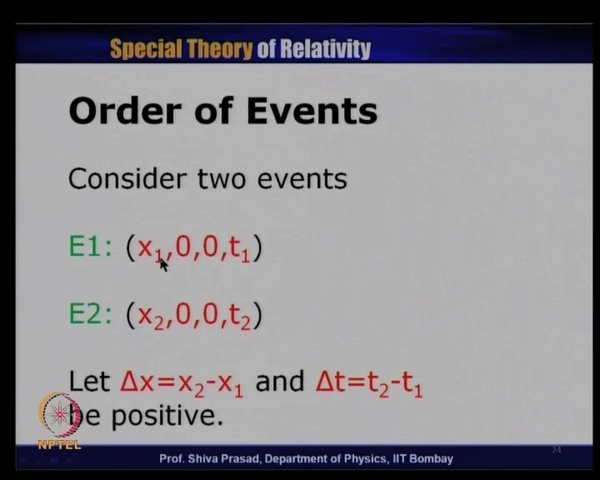 Special Theory of Relativity
Order of Events
Consider two events
E1: (x₁,0,0,t₁)
E2: (x₂,0,0,t₂)
Let Δx=x₂-x₁ and Δt=t₂-t₁
be positive.
NPTEL
Prof. Shiva Prasad, Department of Physics, IIT Bombay
24